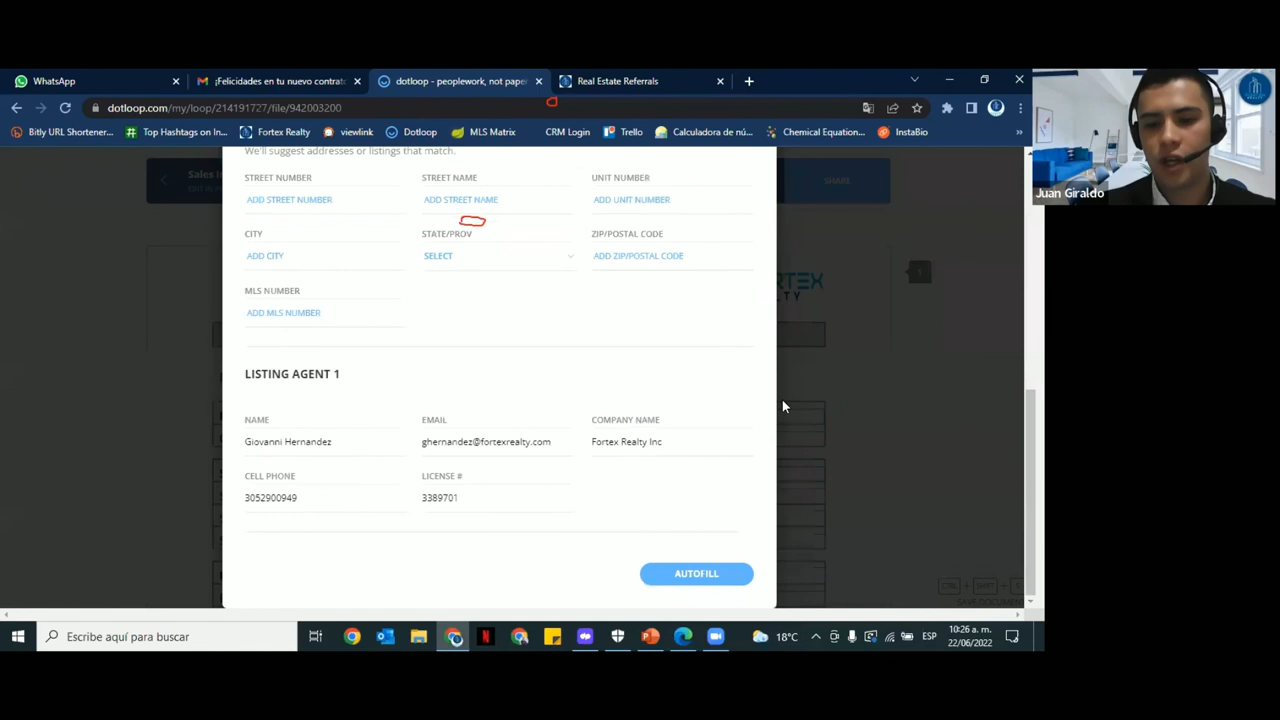 WhatsApp
¡Felicidades en tu nuevo contrato
dotloop - peoplework, not pape
Real Estate Referrals
dotloop.com/my/loop/214191727/file/942003200
Bitly URL Shortener...
Top Hashtags on In...
Fortex Realty
viewlink
Dotloop
MLS Matrix
CRM Login
Trello
Calculadora de nú...
Chemical Equation...
InstaBio
»
Juan Giraldo
We'll suggest addresses or listings that match.
SHARE
STREET NUMBER
STREET NAME
UNIT NUMBER
ADD STREET NUMBER
ADD STREET NAME
ADD UNIT NUMBER
CITY
STATE/PROV
ZIP/POSTAL CODE
ADD CITY
SELECT
ADD ZIP/POSTAL CODE
MLS NUMBER
ADD MLS NUMBER
LISTING AGENT 1
NAME
EMAIL
COMPANY NAME
Giovanni Hernandez
ghernandez@fortexrealty.com
Fortex Realty Inc
CELL PHONE
LICENSE #
3052900949
3389701
AUTOFILL
CTRL + SHIFT + S
SAVE DOCUMEN
Escribe aquí para buscar
18°C
ESP
10:26 a. m.
22/06/2022